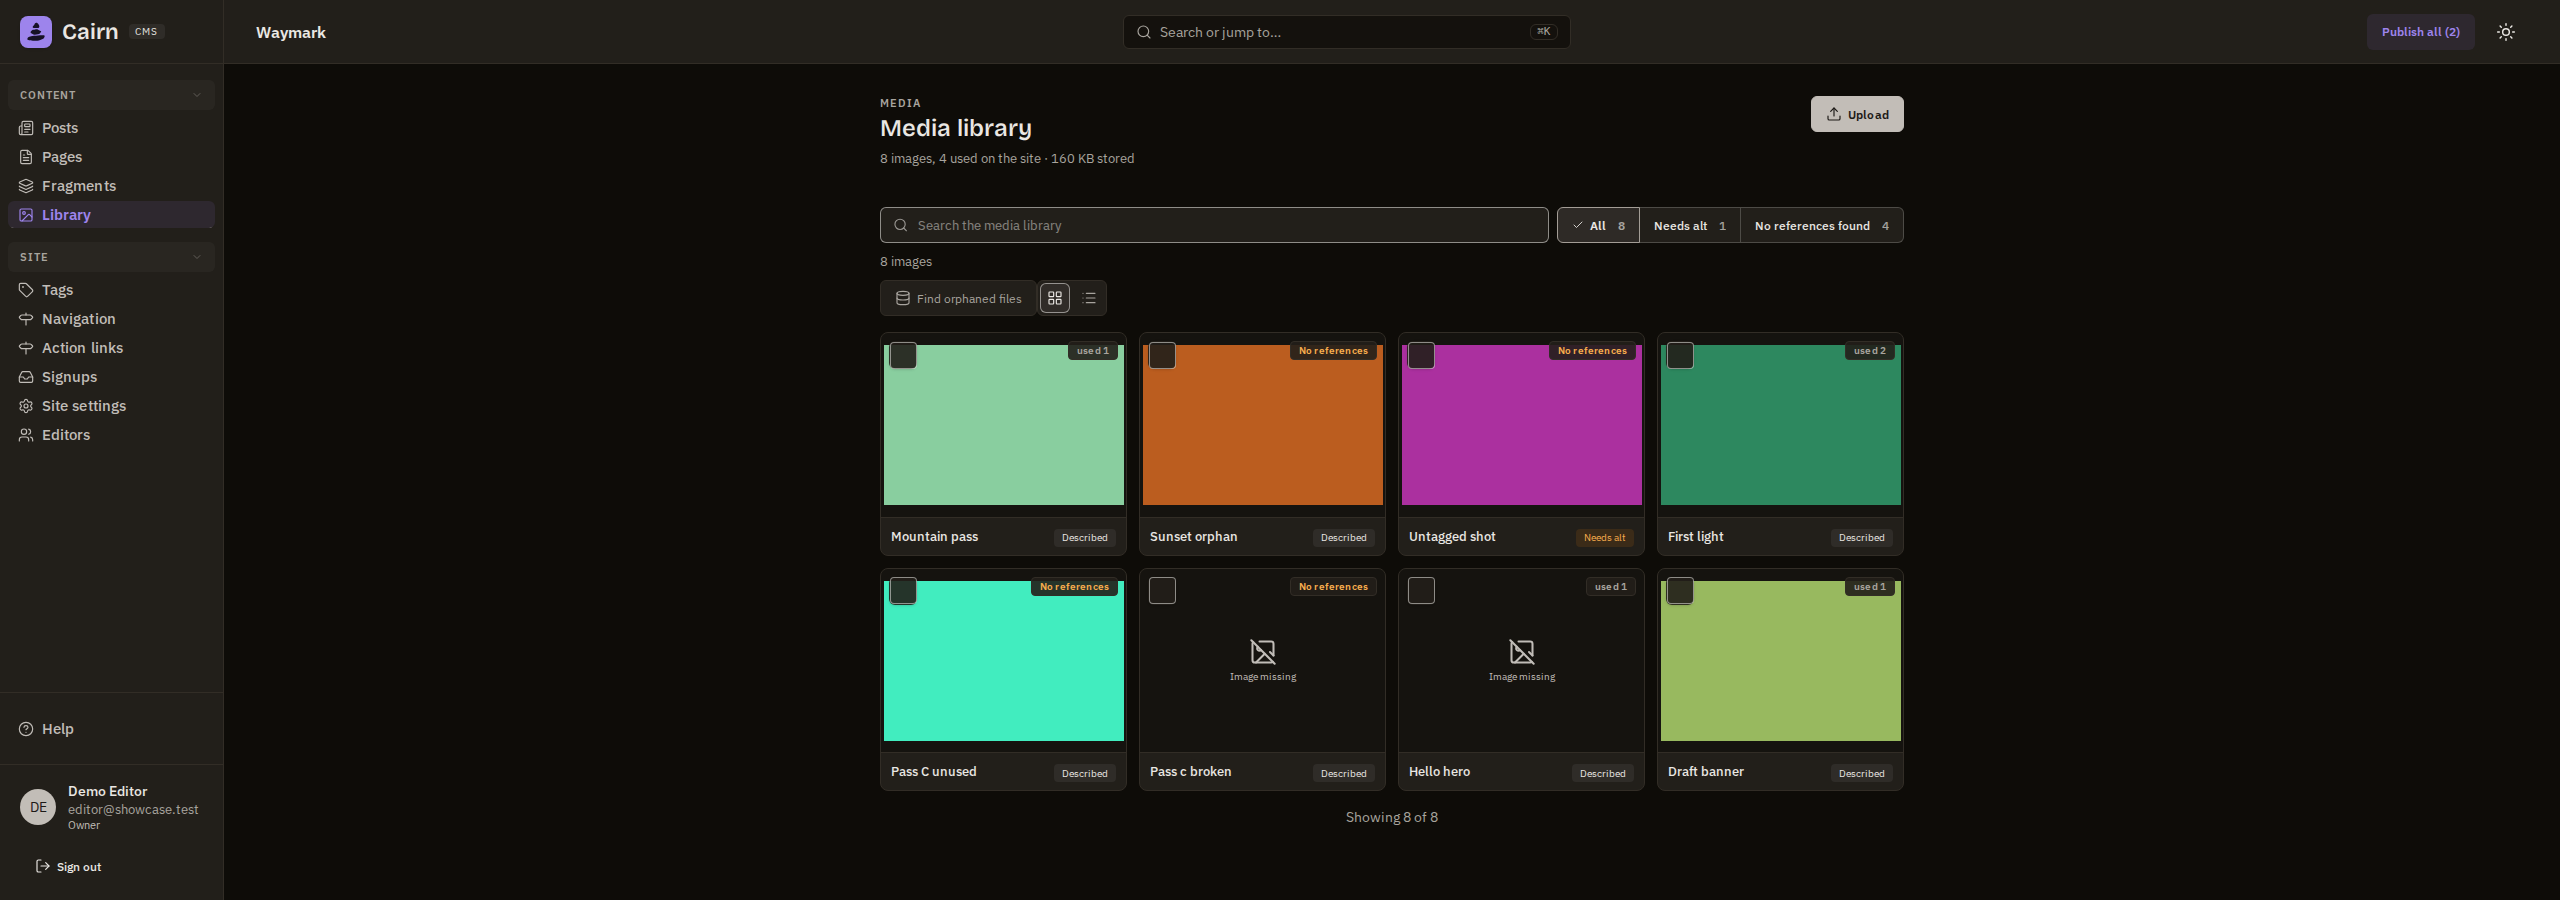 Cairn CMS
Waymark
Search or jump to... ⌘K
Publish all (2)
CONTENT
Posts
Pages
Fragments
Library
SITE
Tags
Navigation
Action links
Signups
Site settings
Editors
Help
DE
Demo Editor
editor@showcase.test
Owner
Sign out
MEDIA
Media library
8 images, 4 used on the site · 160 KB stored
Upload
Search the media library
All 8
Needs alt 1
No references found 4
8 images
Find orphaned files
used 1
No references
No references
used 2
Mountain pass Described
Sunset orphan Described
Untagged shot Needs alt
First light Described
No references
No references
used 1
used 1
Image missing
Image missing
Pass C unused Described
Pass c broken Described
Hello hero Described
Draft banner Described
Showing 8 of 8